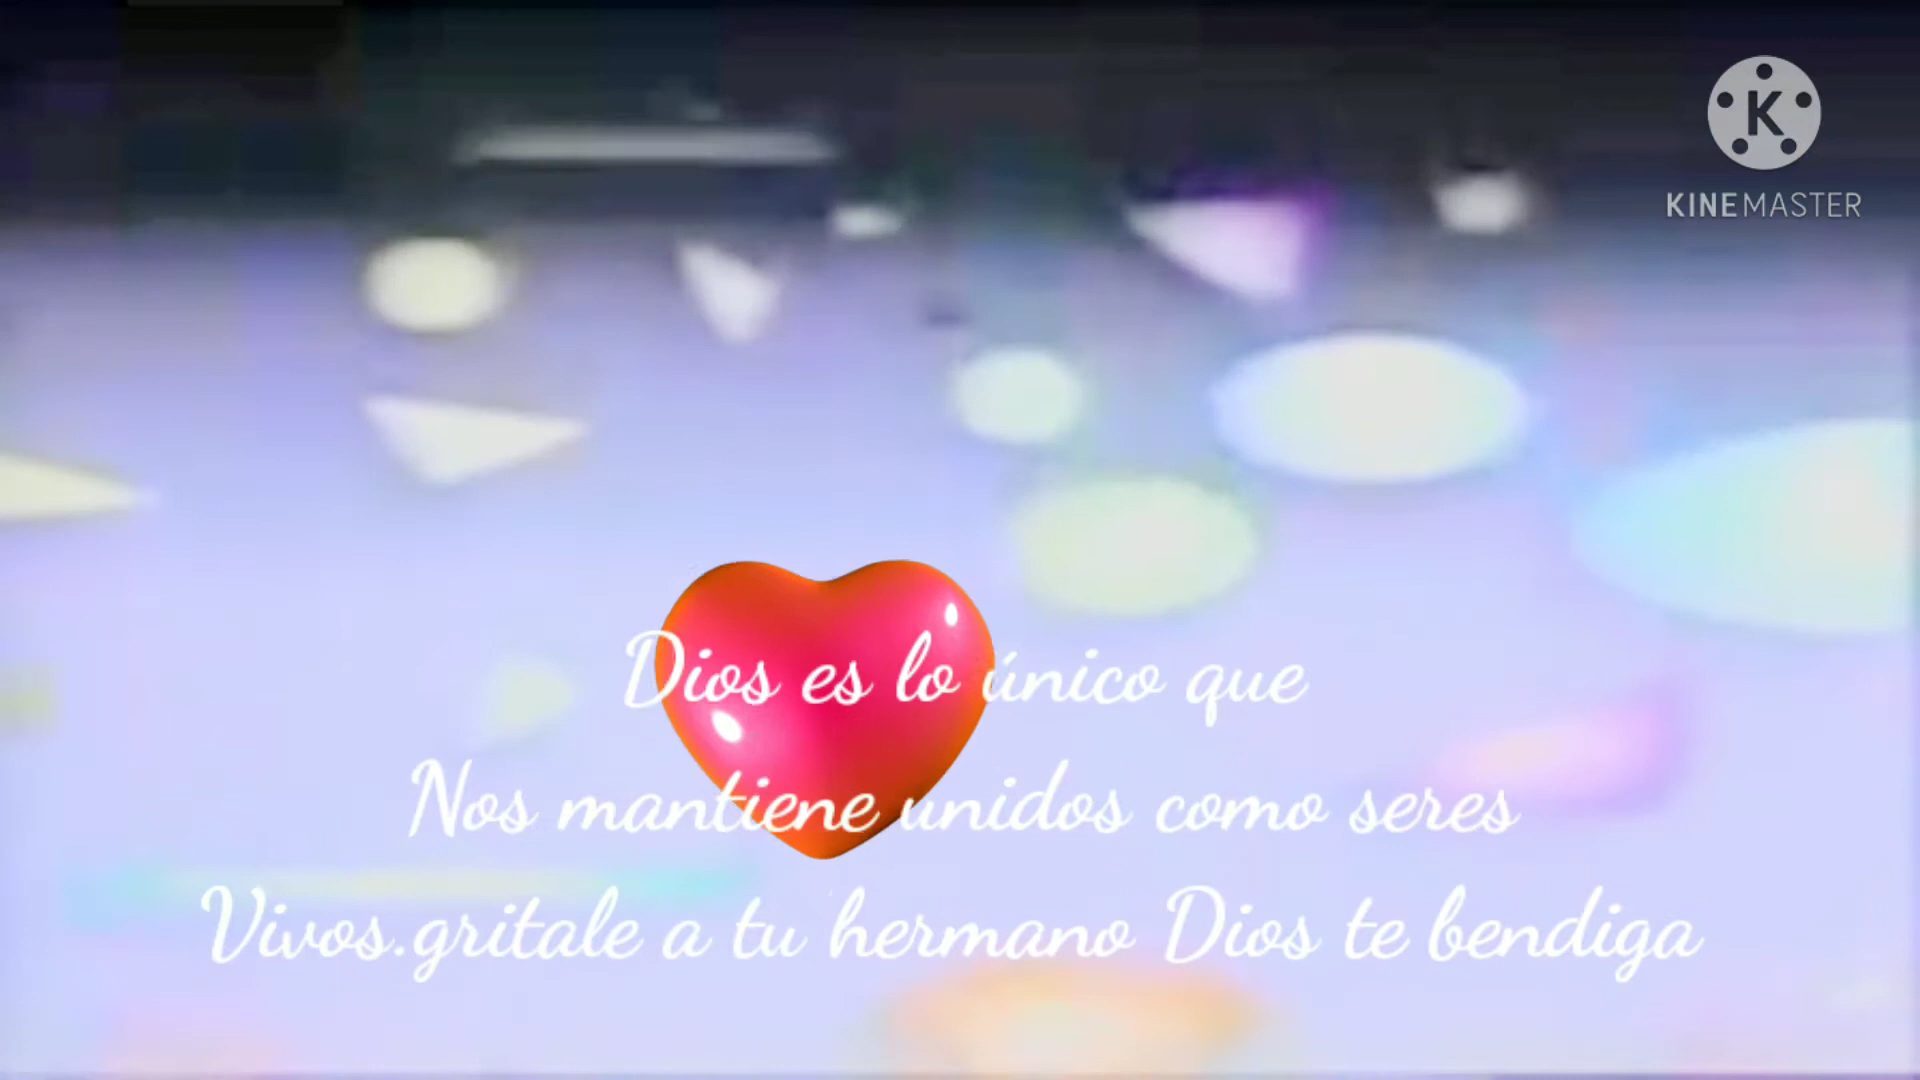 K
KINEMASTER
Dios es lo único que
Nos mantiene unidos como seres
Vivos.gritale a tu hermano Dios te bendiga